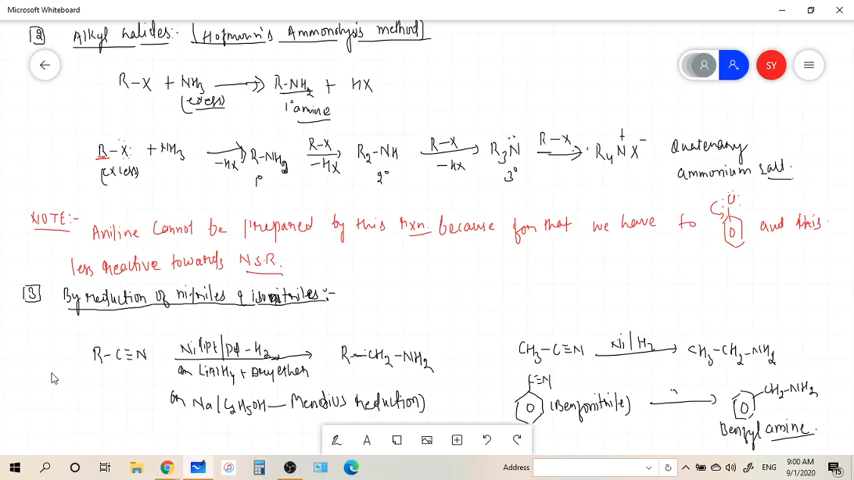 Microsoft Whiteboard
2 Alkyl halides: [Hofmann's Ammonolysis method]
R-X + NH3 → R-NH2 + HX
(excess) 1° amine
R-X + NH3 → R-NH2 R-X → R2-NH R-X → R3N R-X → R4N+ X- Quaternary
(excess) -HX 1° -HX 2° -HX 3° ammonium salt
SY
NOTE:- Aniline cannot be prepared by this rxn because for that we have to Cl and this
less reactive towards N.S.R.
3 By reduction of nitriles & isonitriles:-
R-C≡N Ni/Pt/Pd-H2 → R-CH2-NH2
or LiAlH4 + Dry ether
or Na/C2H5OH - Mendius reduction)
CH3-C≡N Ni/H2 → CH3-CH2-NH2
C≡N (Benzonitrile) " → CH2-NH2
Benzyl amine
Address
ENG
9:00 AM
9/1/2020
15